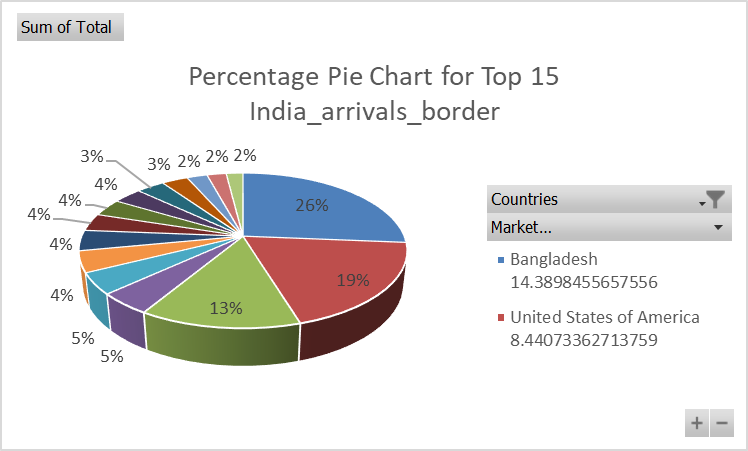 Sum of Total
Percentage Pie Chart for Top 15
India_arrivals_border
26%
19%
13%
5%
5%
4%
4%
4%
4%
4%
3%
3%
2%
2%
2%
Countries
Market...
Bangladesh
14.3898455657556
United States of America
8.44073362713759
+
−